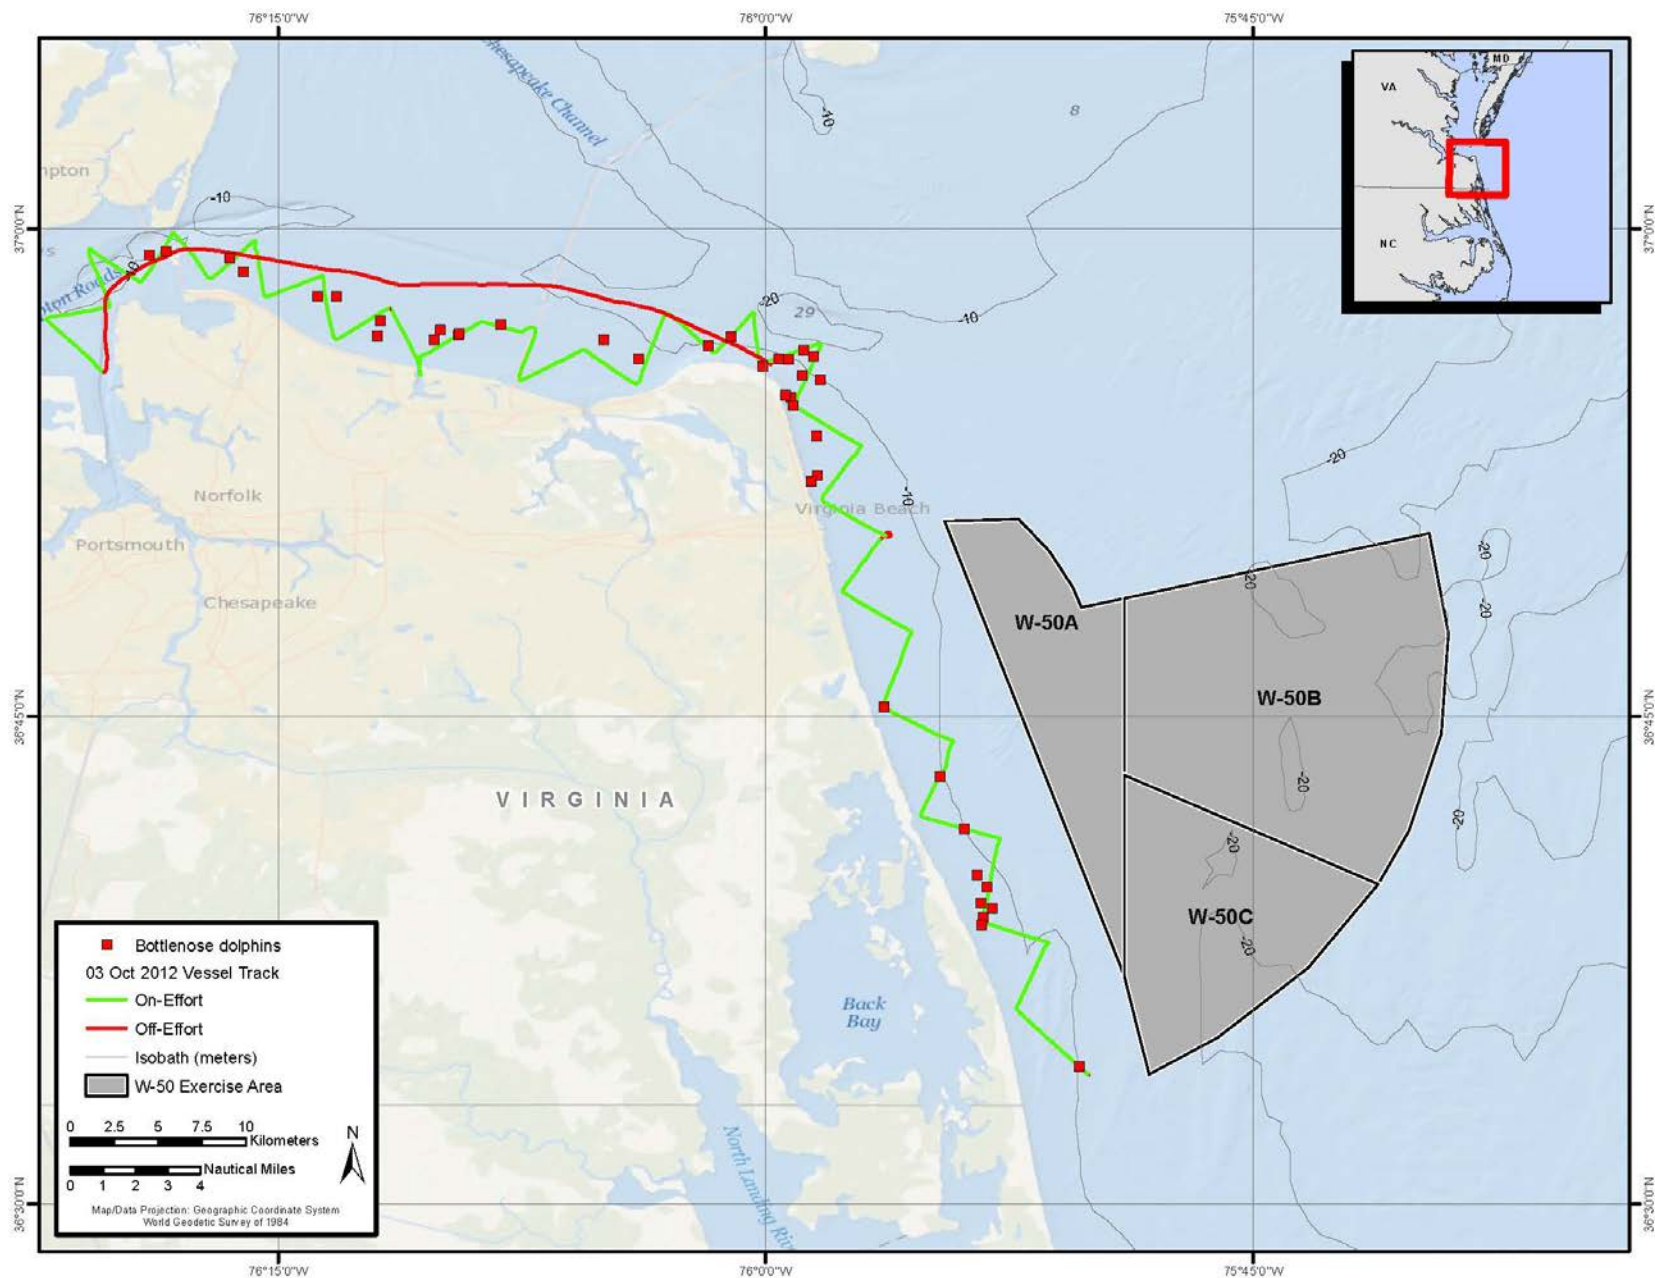 76°15'0"W 76°0'0"W 75°45'0"W
Chesapeake Channel
-10
8
MD
VA
NC
-10
37°0'0"N 37°0'0"N
-10
-20
29
-10
-20
-10
Virginia Beach
Norfolk
Portsmouth
-20
-20
-20
Chesapeake
W-50A
W-50B
36°45'0"N 36°45'0"N
-20
VIRGINIA
-20
-20
W-50C
-20
Back
Bay
Bottlenose dolphins
03 Oct 2012 Vessel Track
On-Effort
Off-Effort
Isobath (meters)
W-50 Exercise Area
0 2.5 5 7.5 10
Kilometers
N
Nautical Miles
0 1 2 3 4
Map/Data Projection: Geographic Coordinate System
World Geodetic Survey of 1984
North Landing
36°30'0"N 36°30'0"N
76°15'0"W 76°0'0"W 75°45'0"W